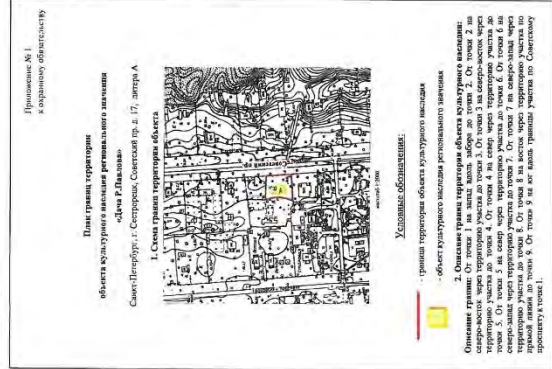 Приложение № 1
к охранному обязательству
План границ территории
объекта культурного наследия регионального значения
«Дача Р.Павлова»
Санкт-Петербург, г. Сестрорецк, Советский пр. д. 17, литера А
1. Схема границ территории объекта
Советский пр.
Условные обозначения:
- граница территории объекта культурного наследия
- объект культурного наследия регионального значения
2. Описание границ территории объекта культурного наследия:
Описание границ: От точки 1 на запад вдоль забора до точки 2. От точки 2 на
северо-восток через территорию участка до точки 3. От точки 3 на северо-восток через
территорию участка до точки 4. От точки 4 на север через территорию участка до
точки 5. От точки 5 на север через территорию участка до точки 6. От точки 6 на
северо-запад через территорию участка до точки 7. От точки 7 на северо-запад через
территорию участка до точки 8. От точки 8 на восток через территорию участка по
прямой линии до точки 9. От точки 9 на юг вдоль границы участка по Советскому
проспекту к точке 1.